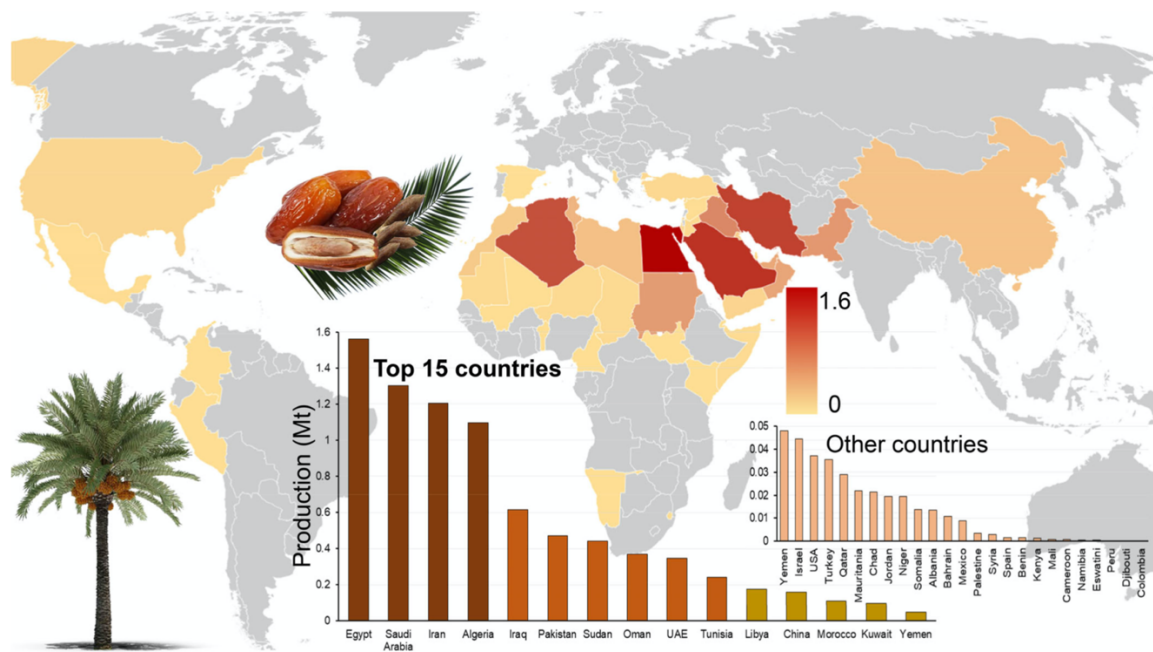 1.6
0
Top 15 countries
Production (Mt)
1.6
1.4
1.2
1
0.8
0.6
0.4
0.2
0
Egypt
Saudi
Arabia
Iran
Algeria
Iraq
Pakistan
Sudan
Oman
UAE
Tunisia
Libya
China
Morocco
Kuwait
Yemen
Other countries
0.05
0.04
0.03
0.02
0.01
0
Yemen
Israel
USA
Turkey
Qatar
Mauritania
Chad
Jordan
Niger
Somalia
Albania
Bahrain
Mexico
Palestine
Syria
Spain
Benin
Kenya
Mali
Cameroon
Namibia
Eswatini
Peru
Djibouti
Colombia